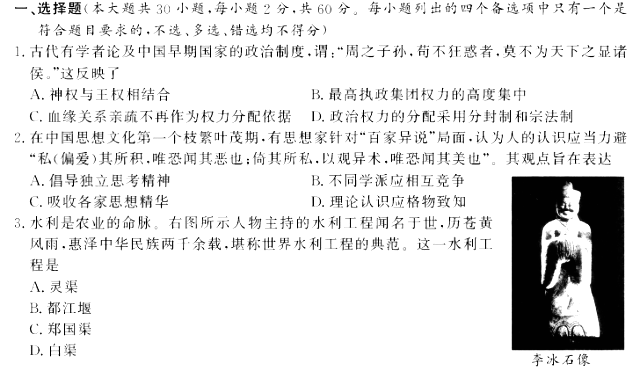 一、选择题(本大题共 30 小题,每小题 2 分,共 60 分。每小题列出的四个备选项中只有一个是
符合题目要求的,不选、多选、错选均不得分)
1. 古代有学者论及中国早期国家的政治制度,谓:“周之子孙,苟不狂惑者,莫不为天下之显诸
侯。”这反映了
A. 神权与王权相结合 B. 最高执政集团权力的高度集中
C. 血缘关系亲疏不再作为权力分配依据 D. 政治权力的分配采用分封制和宗法制
2. 在中国思想文化第一个枝繁叶茂期,有思想家针对“百家异说”局面,认为人的认识应当力避
“私(偏爱)其所积,唯恐闻其恶也;倚其所私,以观异术,唯恐闻其美也”。其观点旨在表达
A. 倡导独立思考精神 B. 不同学派应相互竞争
C. 吸收各家思想精华 D. 理论认识应格物致知
3. 水利是农业的命脉。右图所示人物主持的水利工程闻名于世,历苍黄
风雨,惠泽中华民族两千余载,堪称世界水利工程的典范。这一水利工
程是
A. 灵渠
B. 都江堰
C. 郑国渠
D. 白渠
李冰石像